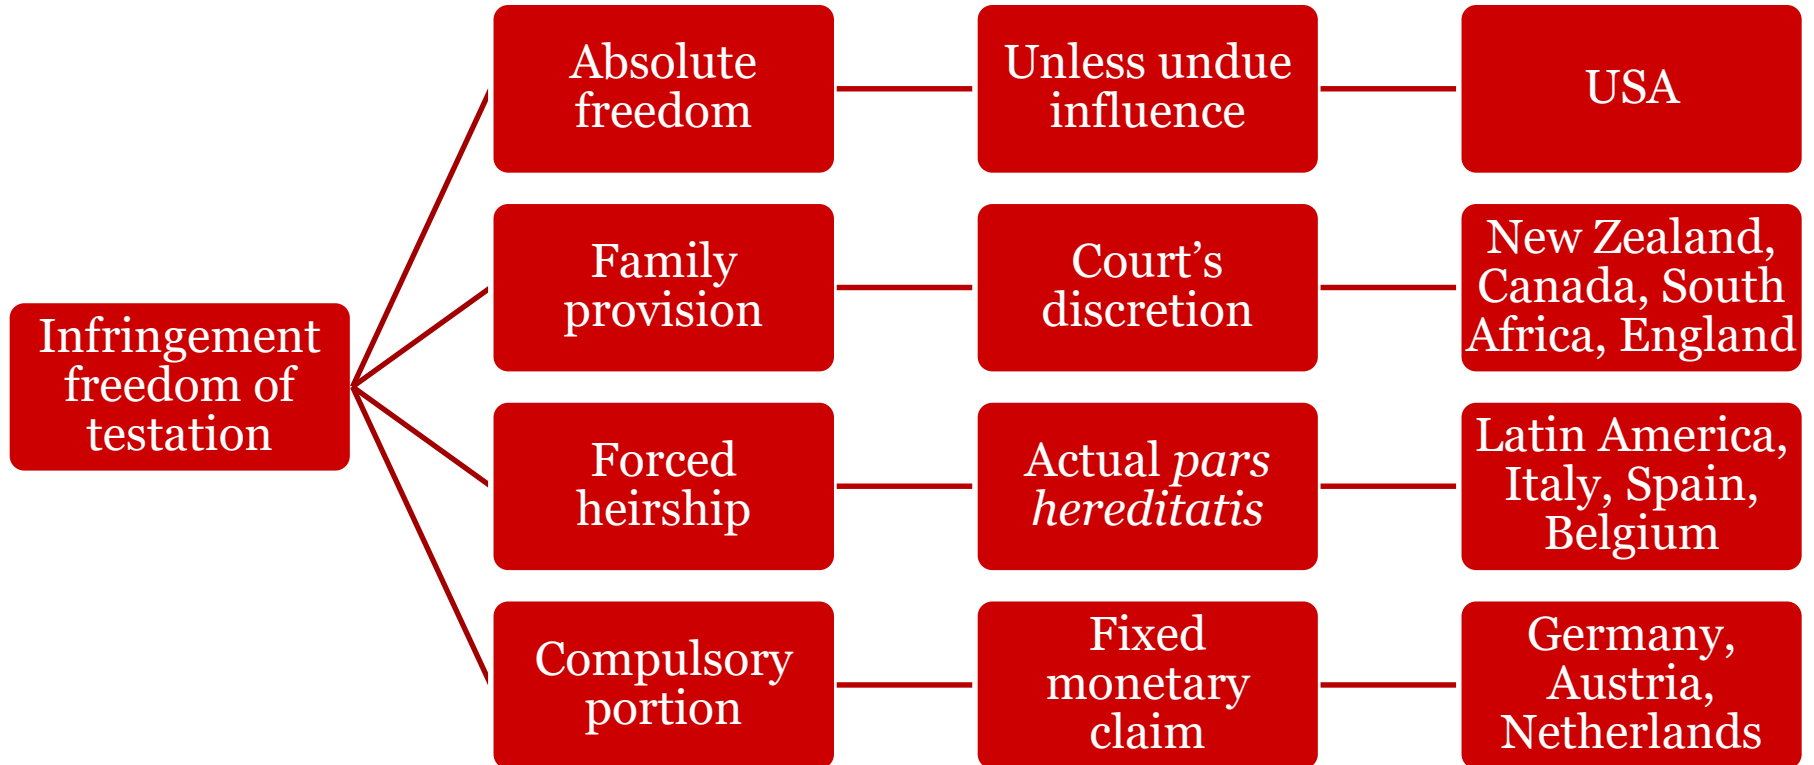 Infringement
freedom of
testation
Absolute
freedom
Unless undue
influence
USA
Family
provision
Court’s
discretion
New Zealand,
Canada, South
Africa, England
Forced
heirship
Actual pars
hereditatis
Latin America,
Italy, Spain,
Belgium
Compulsory
portion
Fixed
monetary
claim
Germany,
Austria,
Netherlands